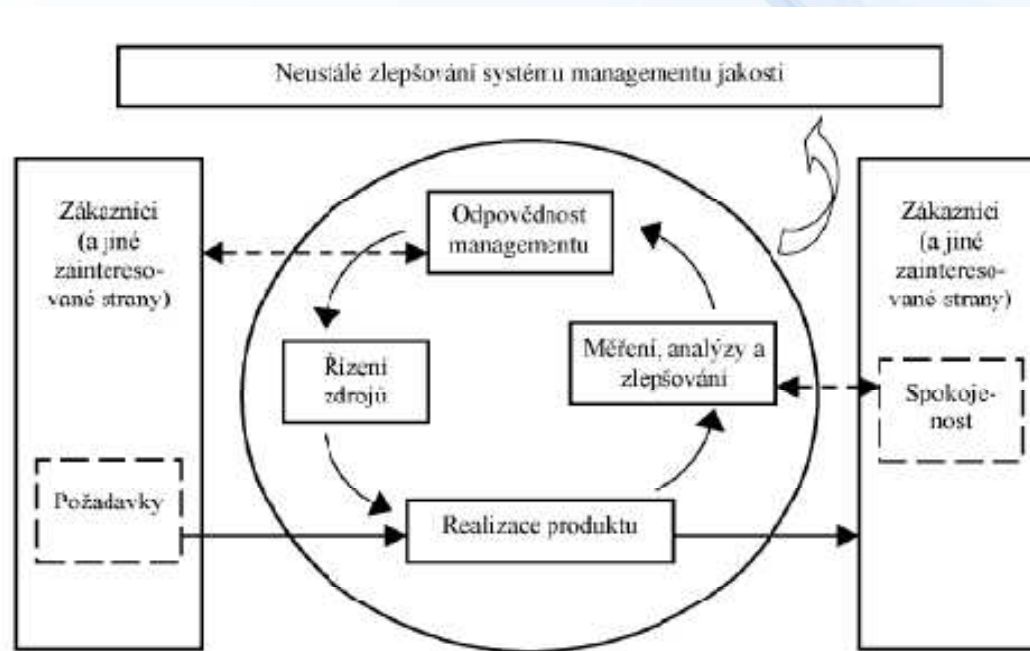 Neustálé zlepšování systému managementu jakosti
Zákazníci
(a jiné
zaintereso-
vané strany)
Požadavky
Odpovědnost
managementu
Řízení
zdrojů
Měření, analýzy a
zlepšování
Realizace produktu
Zákazníci
(a jiné
zaintereso-
vané strany)
Spokoje-
nost